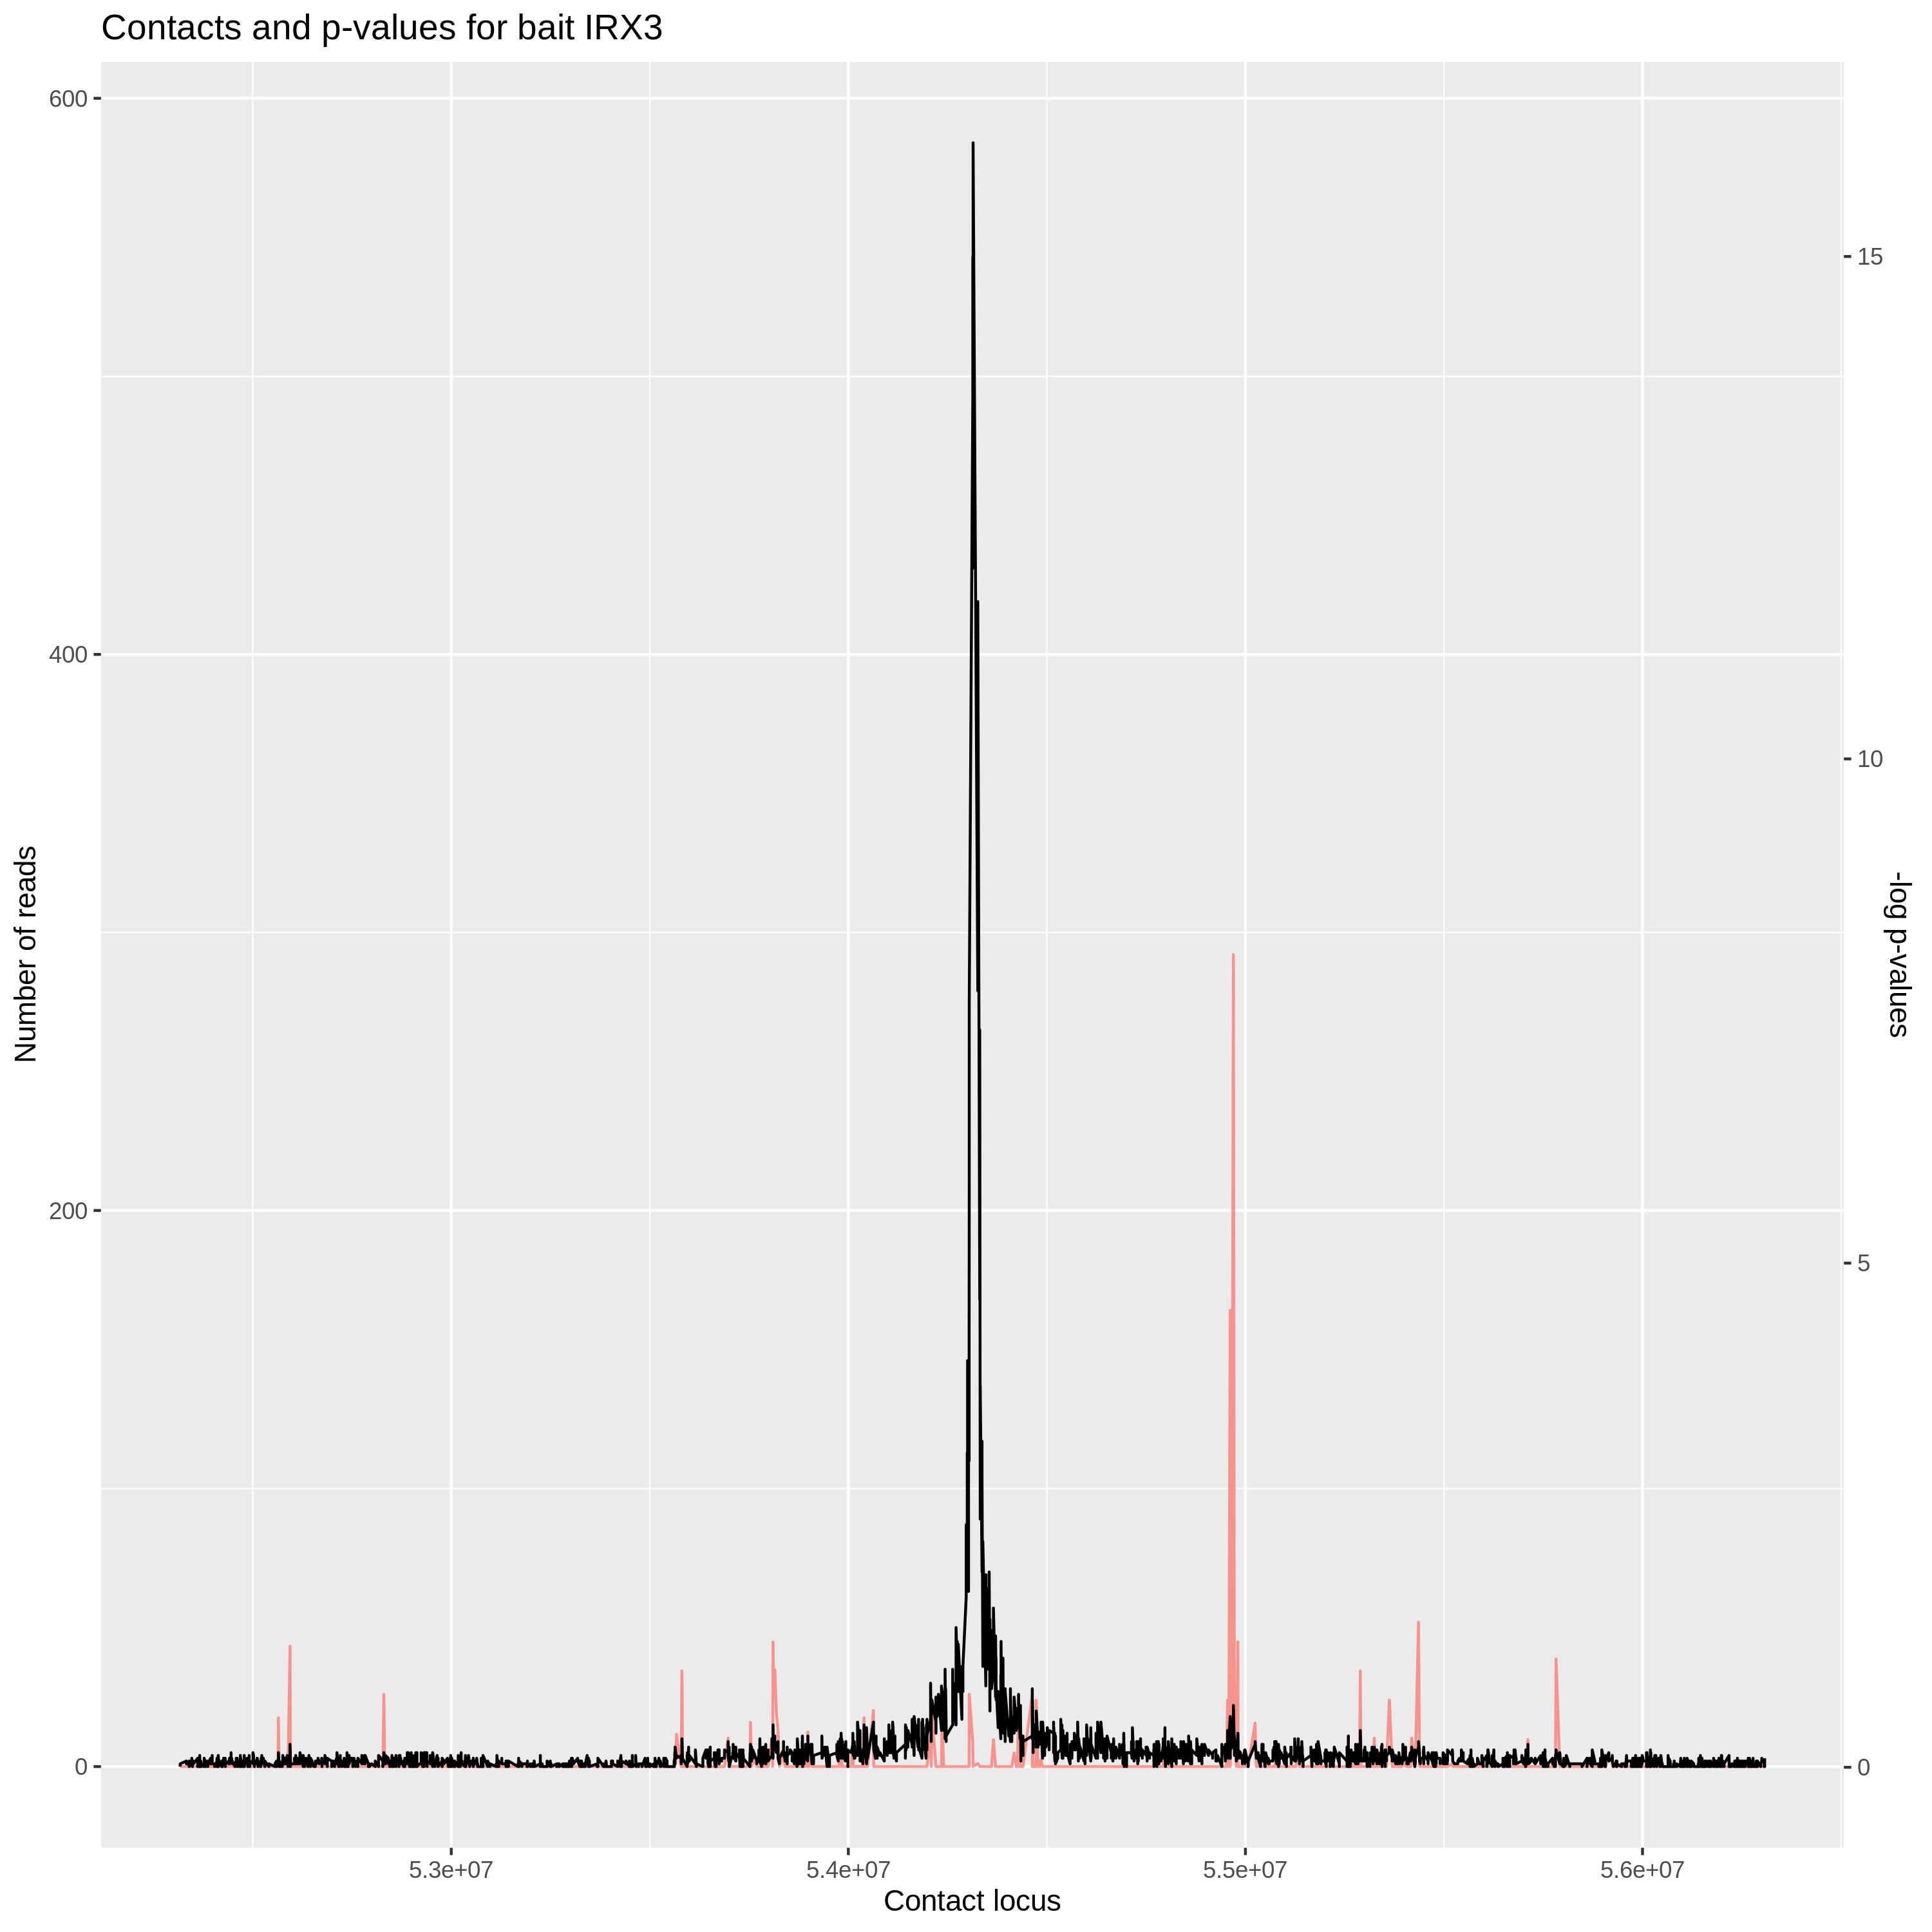 Contacts and p-values for bait IRX3
600
400
200
0
15
10
5
0
Number of reads
-log p-values
5.3e+07 5.4e+07 5.5e+07 5.6e+07
Contact locus